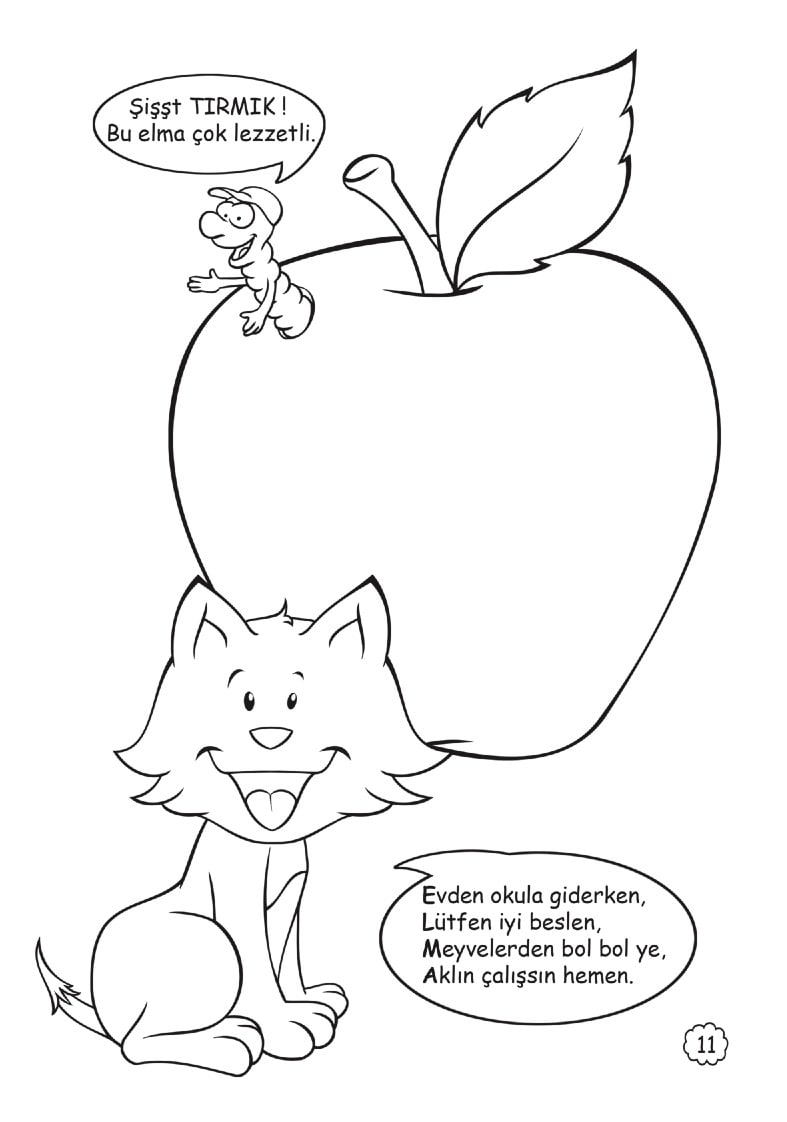 Şişşt TIRMIK !
Bu elma çok lezzetli.
Evden okula giderken,
Lütfen iyi beslen,
Meyvelerden bol bol ye,
Aklın çalışsın hemen.
11